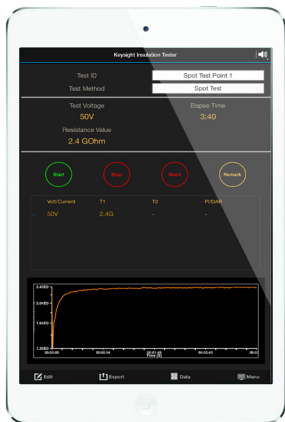 Keysight Insulation Tester
Test ID
Spot Test Point 1
Test Method
Spot Test
Test Voltage
Elapse Time
50V
3:40
Resistance Value
2.4 GOhm
Start
Stop
Remark
Volt/Current T1 T2 PI/DAR
50V 2.4G - -
Time (S)
Edit
Export
Data
Menu